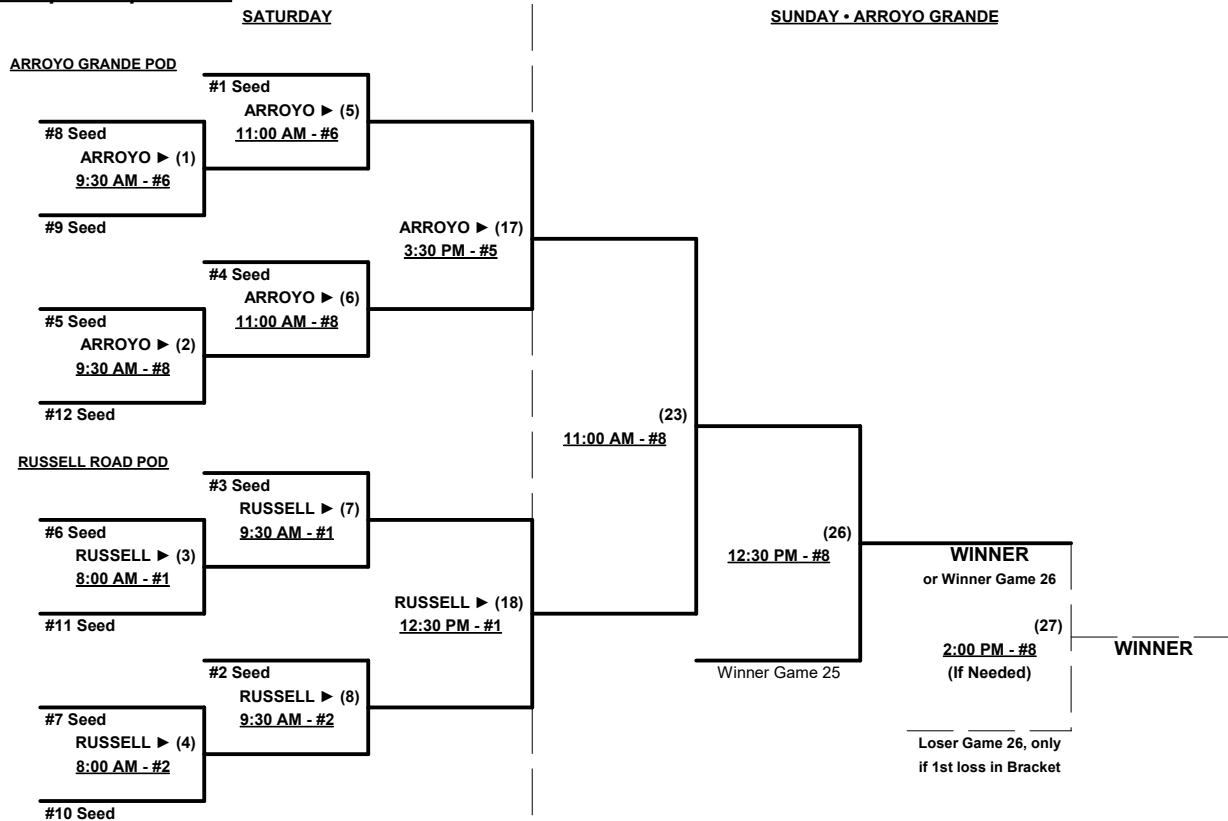 SATURDAY
SUNDAY • ARROYO GRANDE
ARROYO GRANDE POD
#1 Seed
ARROYO ► (5)
11:00 AM - #6
#8 Seed
ARROYO ► (1)
9:30 AM - #6
#9 Seed
ARROYO ► (17)
3:30 PM - #5
#4 Seed
ARROYO ► (6)
11:00 AM - #8
#5 Seed
ARROYO ► (2)
9:30 AM - #8
#12 Seed
(23)
11:00 AM - #8
RUSSELL ROAD POD
#3 Seed
RUSSELL ► (7)
9:30 AM - #1
#6 Seed
RUSSELL ► (3)
8:00 AM - #1
#11 Seed
(26)
12:30 PM - #8
WINNER
or Winner Game 26
RUSSELL ► (18)
12:30 PM - #1
(27)
2:00 PM - #8
(If Needed)
WINNER
#2 Seed
RUSSELL ► (8)
9:30 AM - #2
Winner Game 25
#7 Seed
RUSSELL ► (4)
8:00 AM - #2
#10 Seed
Loser Game 26, only
if 1st loss in Bracket